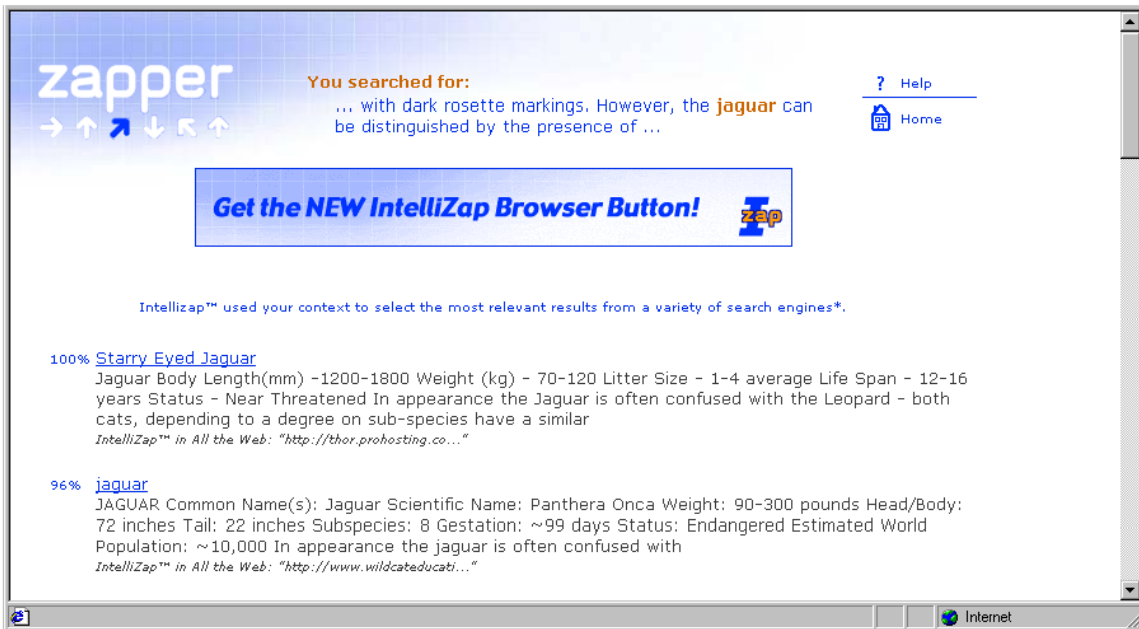 zapper
You searched for:
... with dark rosette markings. However, the jaguar can
be distinguished by the presence of ...
? Help
Home
Get the NEW IntelliZap Browser Button!
I zap
Intellizap™ used your context to select the most relevant results from a variety of search engines*.
100% Starry Eyed Jaguar
Jaguar Body Length(mm) -1200-1800 Weight (kg) - 70-120 Litter Size - 1-4 average Life Span - 12-16
years Status - Near Threatened In appearance the Jaguar is often confused with the Leopard - both
cats, depending to a degree on sub-species have a similar
IntelliZap™ in All the Web: "http://thor.prohosting.co..."
96% jaguar
JAGUAR Common Name(s): Jaguar Scientific Name: Panthera Onca Weight: 90-300 pounds Head/Body:
72 inches Tail: 22 inches Subspecies: 8 Gestation: ~99 days Status: Endangered Estimated World
Population: ~10,000 In appearance the jaguar is often confused with
IntelliZap™ in All the Web: "http://www.wildcateducati..."
Internet